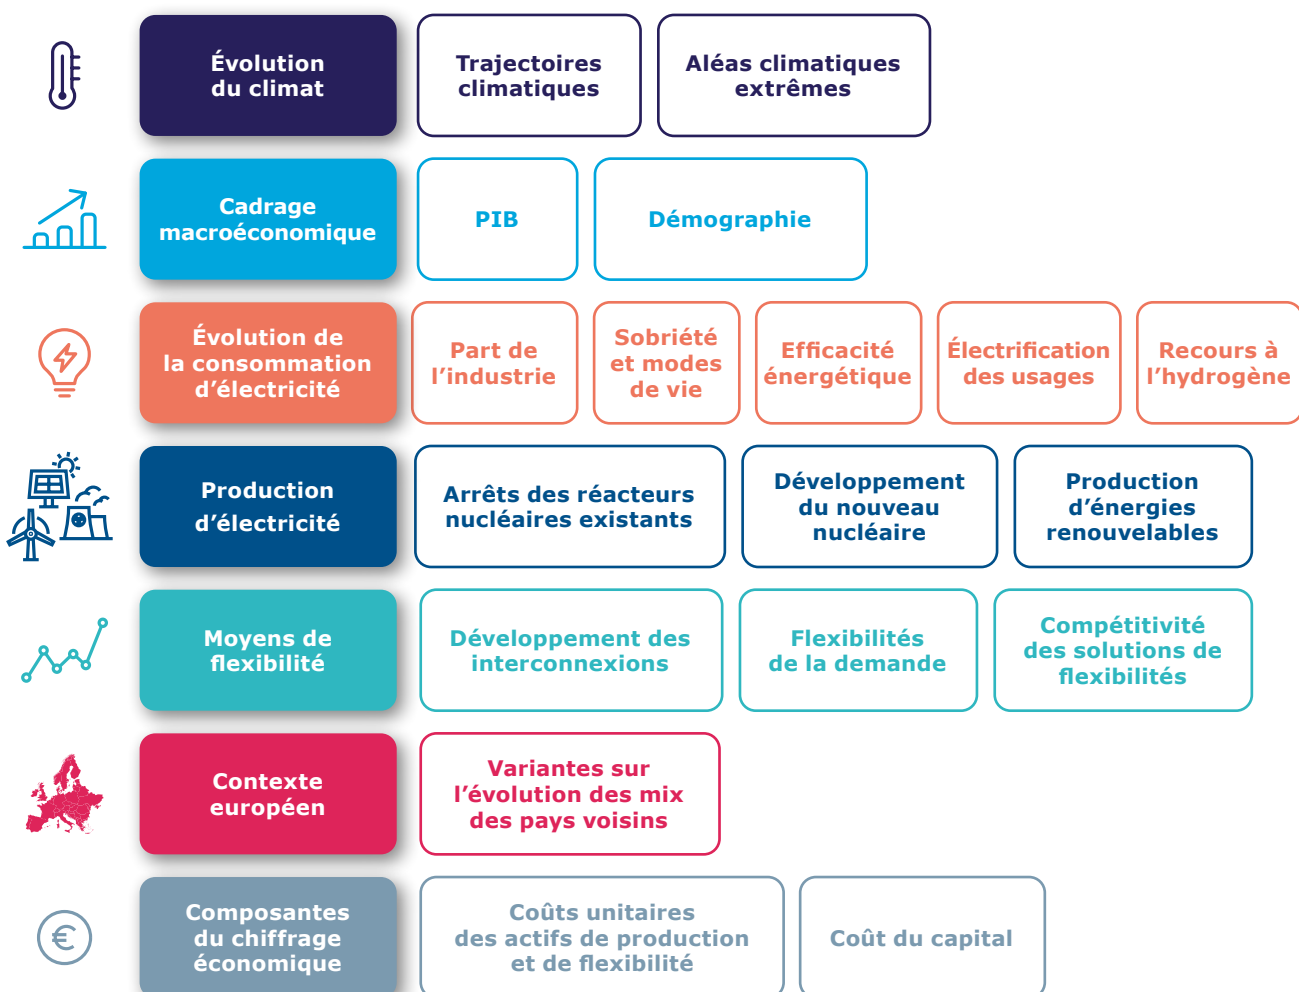 Évolution
du climat
Trajectoires
climatiques
Aléas climatiques
extrêmes
Cadrage
macroéconomique
PIB
Démographie
Évolution de
la consommation
d'électricité
Part de
l'industrie
Sobriété
et modes
de vie
Efficacité
énergétique
Électrification
des usages
Recours à
l'hydrogène
Production
d'électricité
Arrêts des réacteurs
nucléaires existants
Développement
du nouveau
nucléaire
Production
d'énergies
renouvelables
Moyens de
flexibilité
Développement des
interconnexions
Flexibilités
de la demande
Compétitivité
des solutions de
flexibilités
Contexte
européen
Variantes sur
l'évolution des mix
des pays voisins
€
Composantes
du chiffrage
économique
Coûts unitaires
des actifs de production
et de flexibilité
Coût du capital